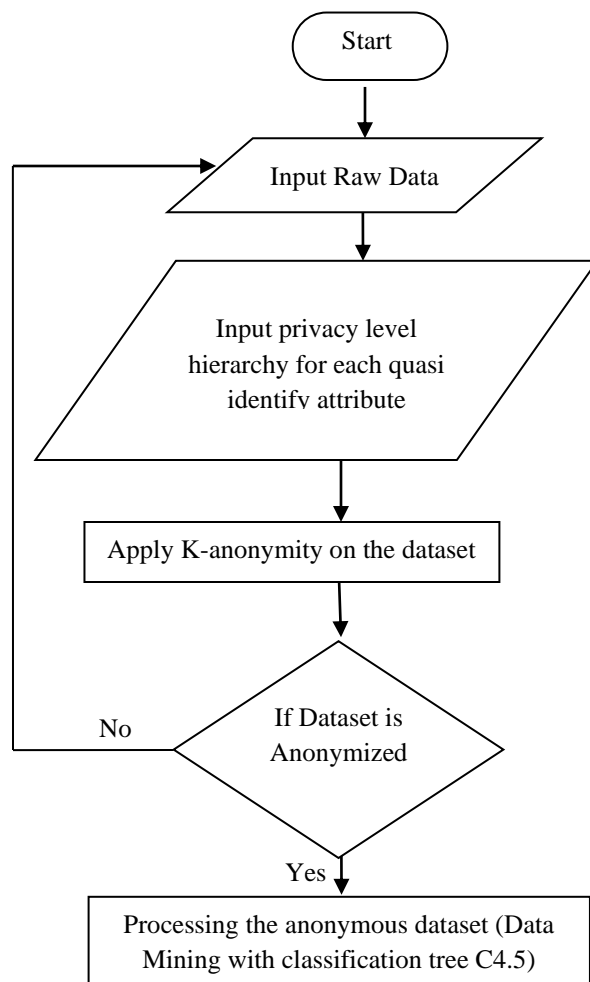 Start
Input Raw Data
Input privacy level
hierarchy for each quasi
identify attribute
Apply K-anonymity on the dataset
If Dataset is
Anonymized
No
Yes
Processing the anonymous dataset (Data
Mining with classification tree C4.5)